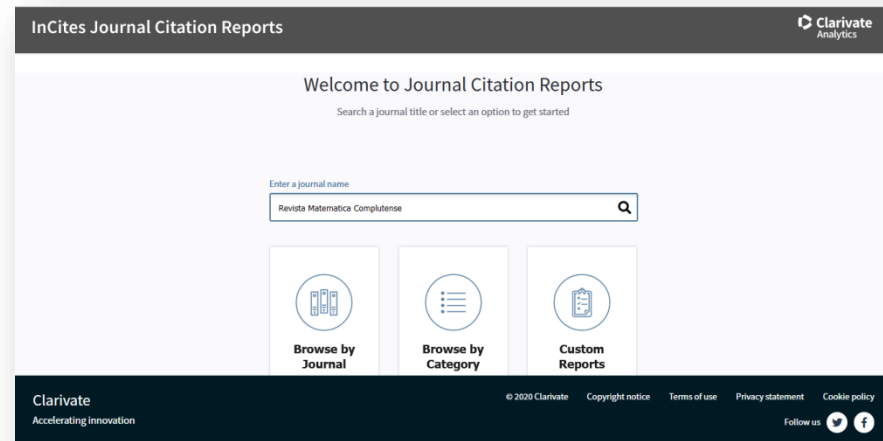 InCites Journal Citation Reports
Clarivate
Analytics
Welcome to Journal Citation Reports
Search a journal title or select an option to get started
Enter a journal name
Revista Matematica Complutense
Browse by
Journal
Browse by
Category
Custom
Reports
Clarivate
Accelerating innovation
© 2020 Clarivate Copyright notice Terms of use Privacy statement Cookie policy
Follow us